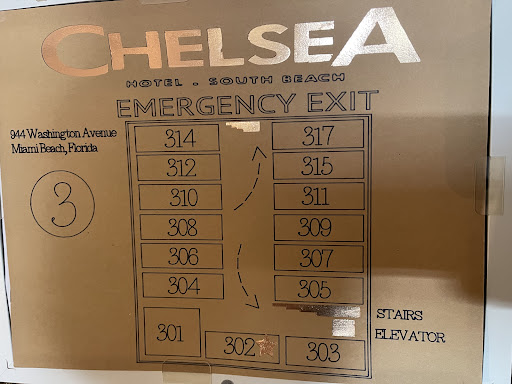 CHELSEA
HOTEL . SOUTH BEACH
EMERGENCY EXIT
944 Washington Avenue
Miami Beach, Florida
3
314 317
312 315
310 311
308 309
306 307
304 305
STAIRS
ELEVATOR
301 302 303